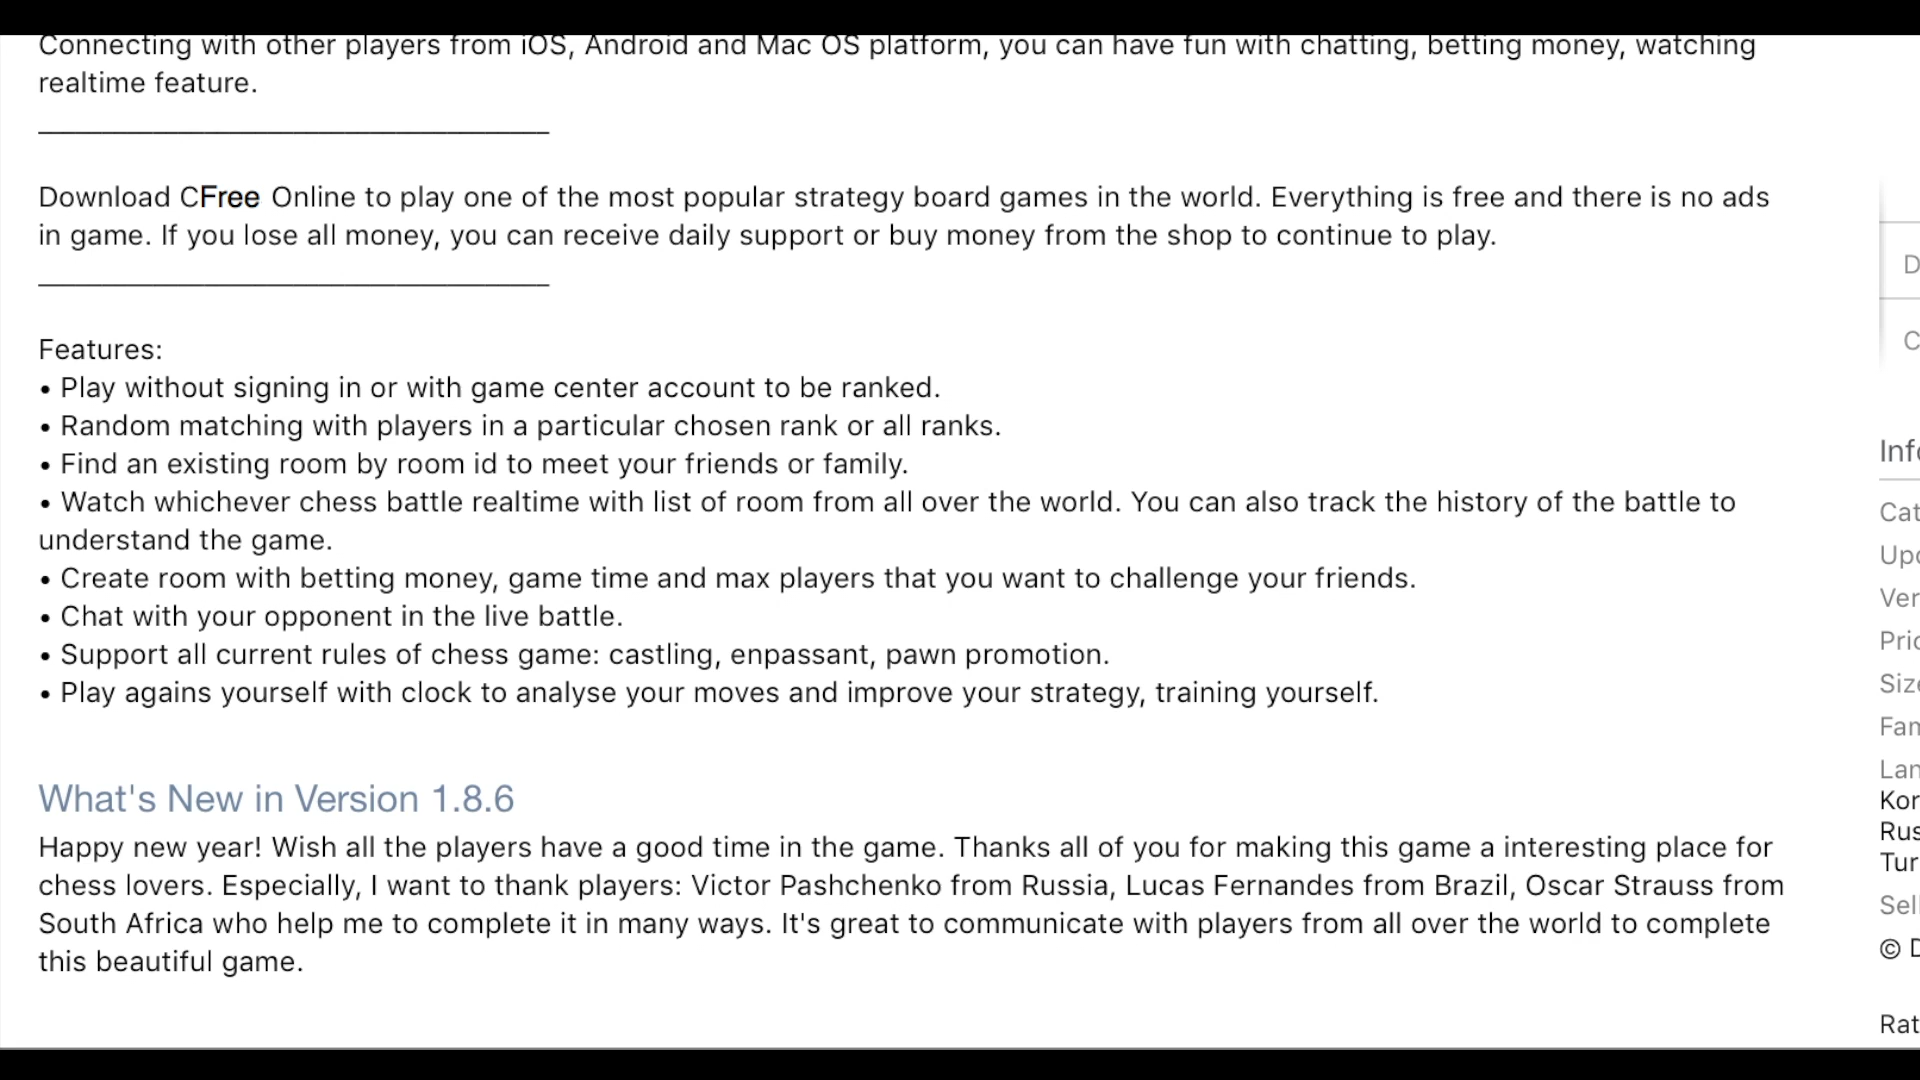 Connecting with other players from iOS, Android and Mac OS platform, you can have fun with chatting, betting money, watching
realtime feature.
Download CFree Online to play one of the most popular strategy board games in the world. Everything is free and there is no ads
in game. If you lose all money, you can receive daily support or buy money from the shop to continue to play.
Features:
• Play without signing in or with game center account to be ranked.
• Random matching with players in a particular chosen rank or all ranks.
• Find an existing room by room id to meet your friends or family.
• Watch whichever chess battle realtime with list of room from all over the world. You can also track the history of the battle to
understand the game.
• Create room with betting money, game time and max players that you want to challenge your friends.
• Chat with your opponent in the live battle.
• Support all current rules of chess game: castling, enpassant, pawn promotion.
• Play agains yourself with clock to analyse your moves and improve your strategy, training yourself.
What's New in Version 1.8.6
Happy new year! Wish all the players have a good time in the game. Thanks all of you for making this game a interesting place for
chess lovers. Especially, I want to thank players: Victor Pashchenko from Russia, Lucas Fernandes from Brazil, Oscar Strauss from
South Africa who help me to complete it in many ways. It's great to communicate with players from all over the world to complete
this beautiful game.